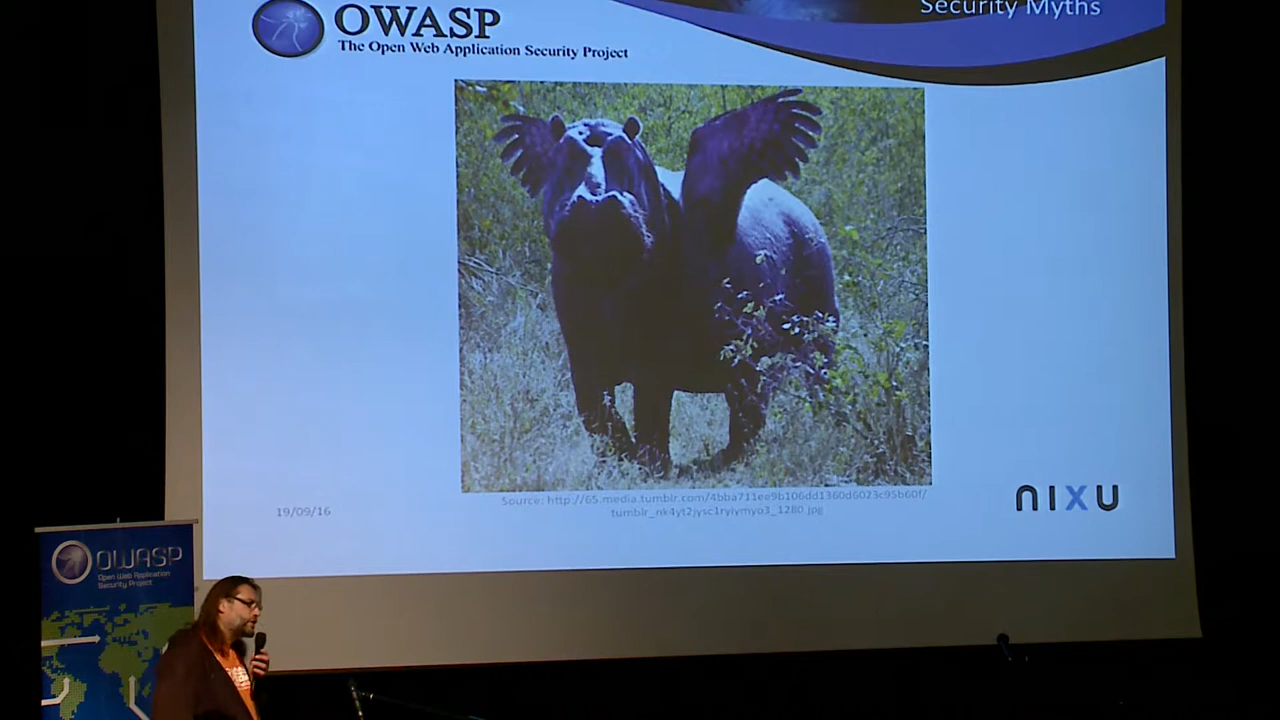 Security Myths
OWASP
The Open Web Application Security Project
Source: http://65.media.tumblr.com/4bba711ee9b106dd1360d6023c95b60f/
tumblr_nk4yt2jysc1ryiymyo3_1280.jpg
19/09/16
NIXU
OWASP
Open Web Application
Security Project